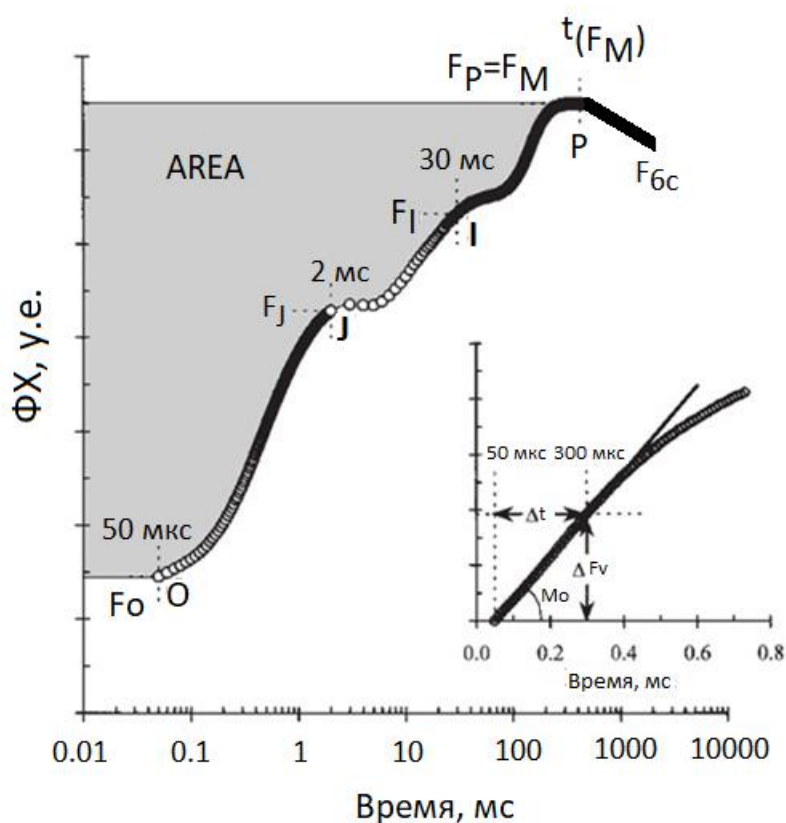 t(FM)
FP=FM
P
F6c
AREA
30 мс
FI
I
2 мс
FJ
J
ФХ, у.е.
50 мкс
Fo O
50 мкс 300 мкс
Δt
Δ Fv
Mo
0.0 0.2 0.4 0.6 0.8
Время, мс
0.01 0.1 1 10 100 1000 10000
Время, мс